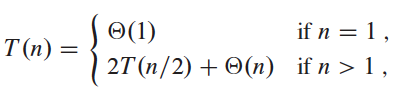 T(n) = { Θ(1) if n = 1 ,
2T(n/2) + Θ(n) if n > 1 ,